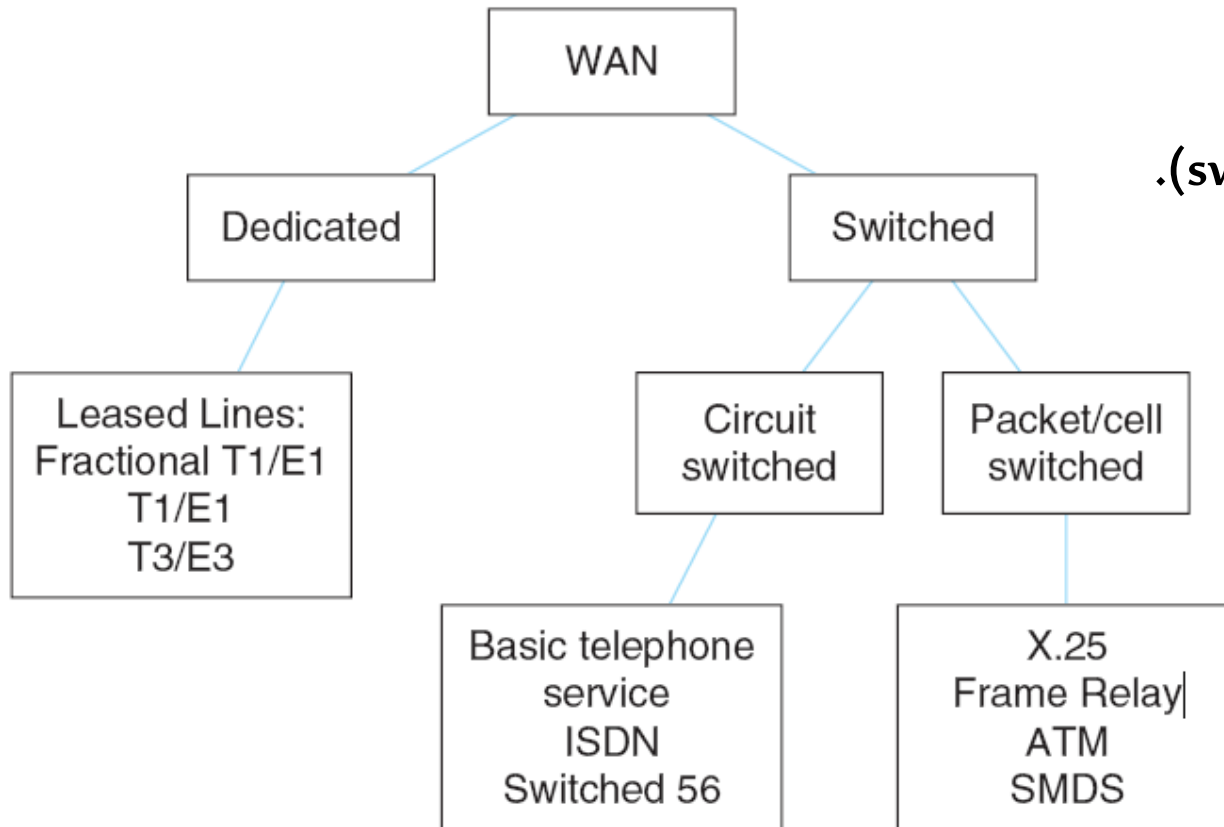 WAN
.(sv
Dedicated
Switched
Leased Lines:
Fractional T1/E1
T1/E1
T3/E3
Circuit
switched
Packet/cell
switched
Basic telephone
service
ISDN
Switched 56
X.25
Frame Relay
ATM
SMDS